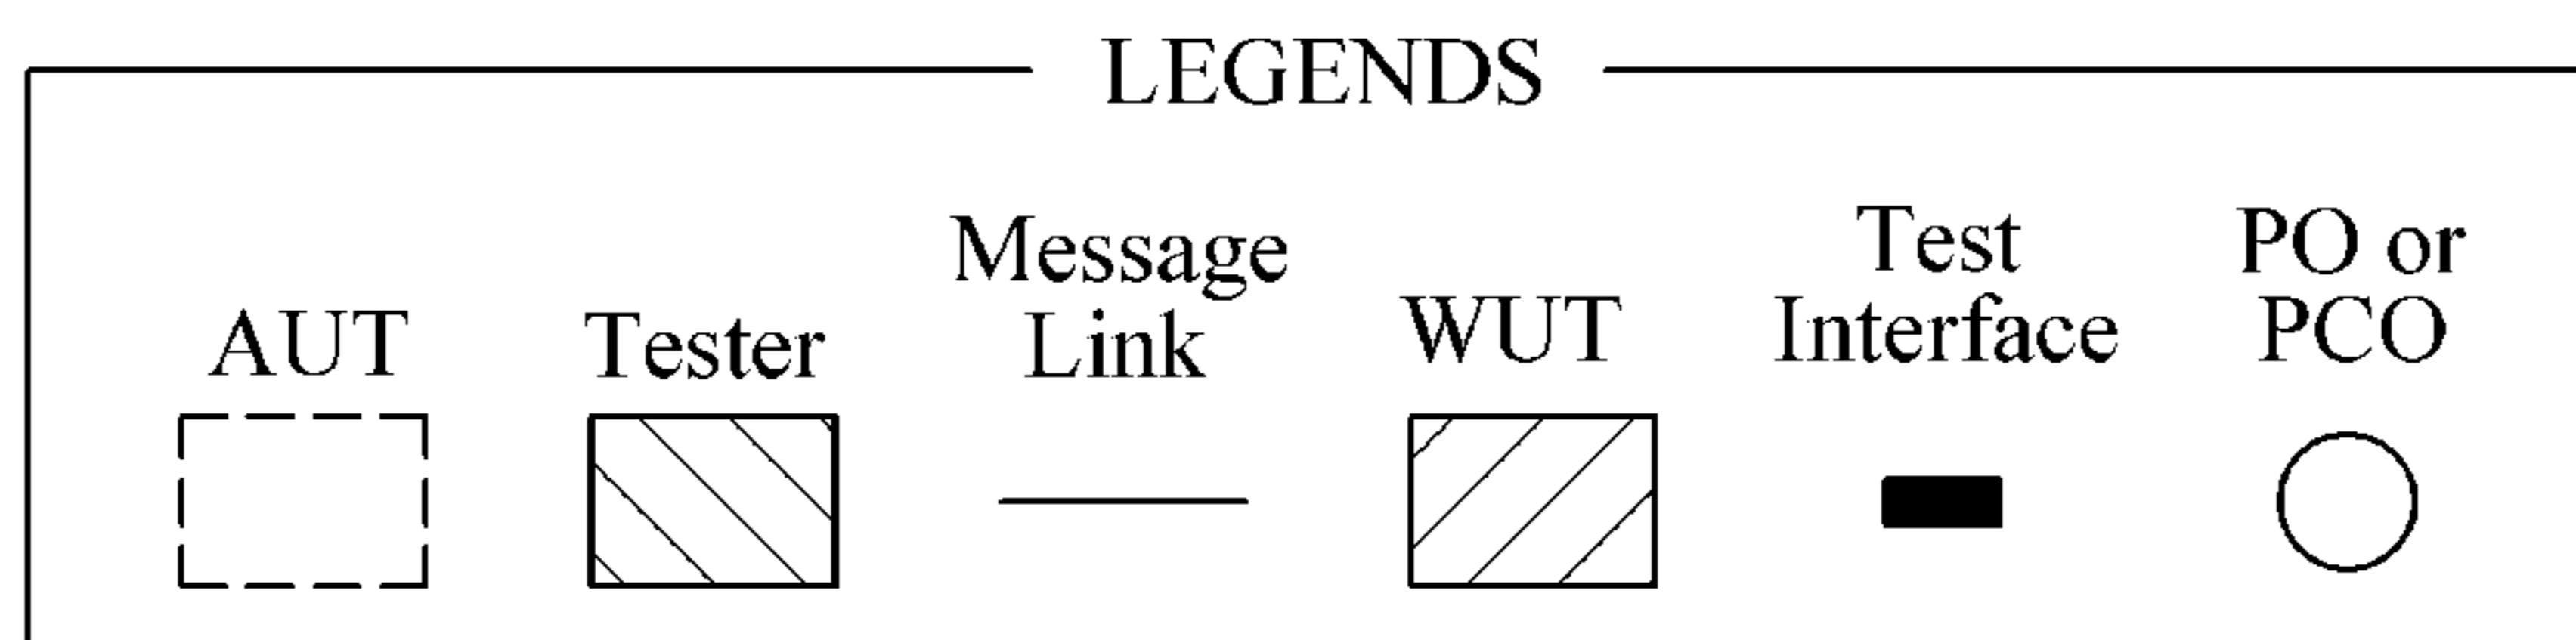 LEGENDS
AUT
Tester
Message
Link
WUT
Test
Interface
PO or
PCO